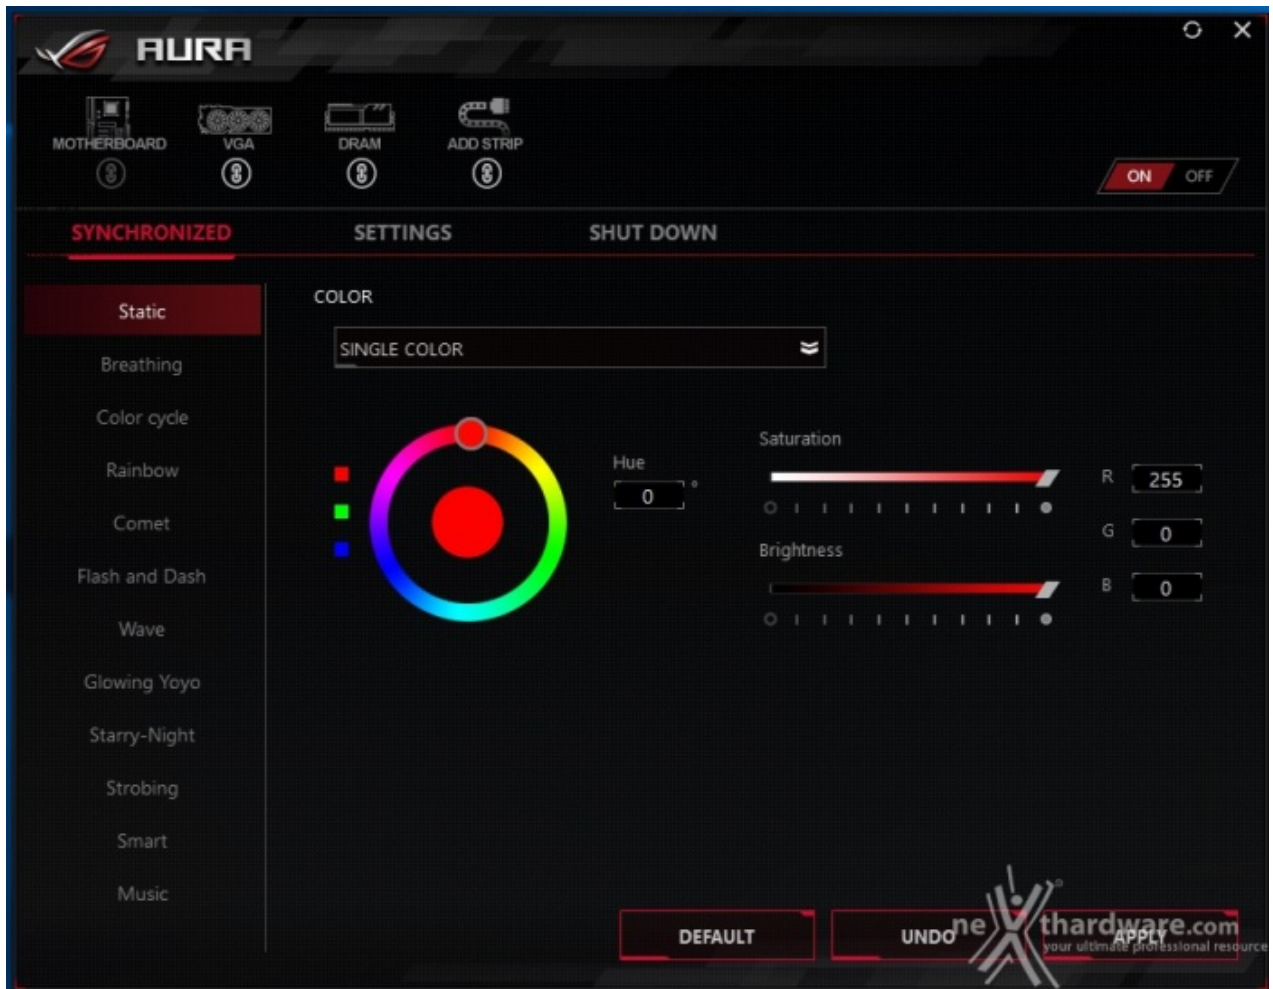 AURA
MOTHERBOARD VGA DRAM ADD STRIP
ON OFF
SYNCHRONIZED SETTINGS SHUT DOWN
Static
Breathing
Color cycle
Rainbow
Comet
Flash and Dash
Wave
Glowing Yoyo
Starry-Night
Strobing
Smart
Music
COLOR
SINGLE COLOR
Hue
0 °
Saturation
Brightness
R 255
G 0
B 0
DEFAULT UNDO APPLY
nexthardware.com
your ultimate professional resource